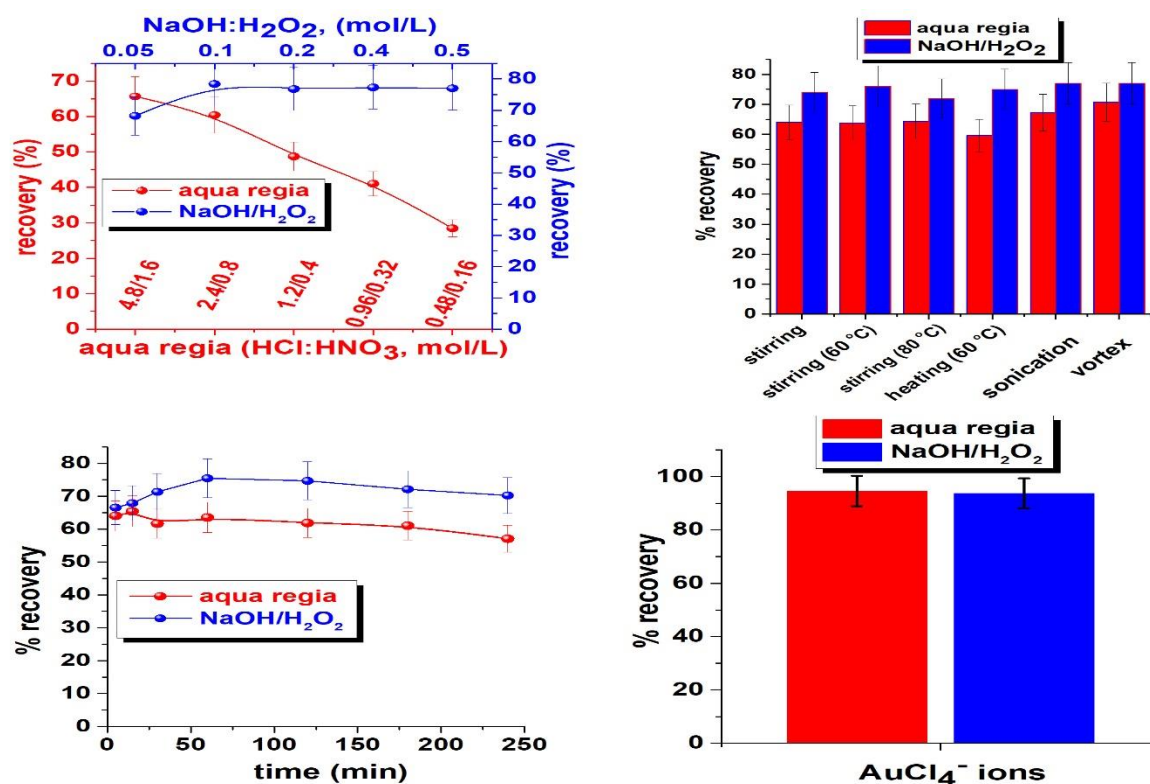 NaOH:H₂O₂, (mol/L)
0.05 0.1 0.2 0.4 0.5
70
60
50
40
30
20
10
0
recovery (%)
80
70
60
50
40
30
20
10
0
recovery (%)
aqua regia
NaOH/H₂O₂
4.8/1.6
2.4/0.8
1.2/0.4
0.96/0.32
0.48/0.16
aqua regia (HCl:HNO₃, mol/L)
aqua regia
NaOH/H₂O₂
80
70
60
50
40
30
20
10
0
% recovery
stirring
stirring (60 °C)
stirring (80 °C)
heating (60 °C)
sonication
vortex
80
70
60
50
40
30
20
10
0
% recovery
aqua regia
NaOH/H₂O₂
0 50 100 150 200 250
time (min)
aqua regia
NaOH/H₂O₂
100
80
60
40
20
0
% recovery
AuCl₄⁻ ions